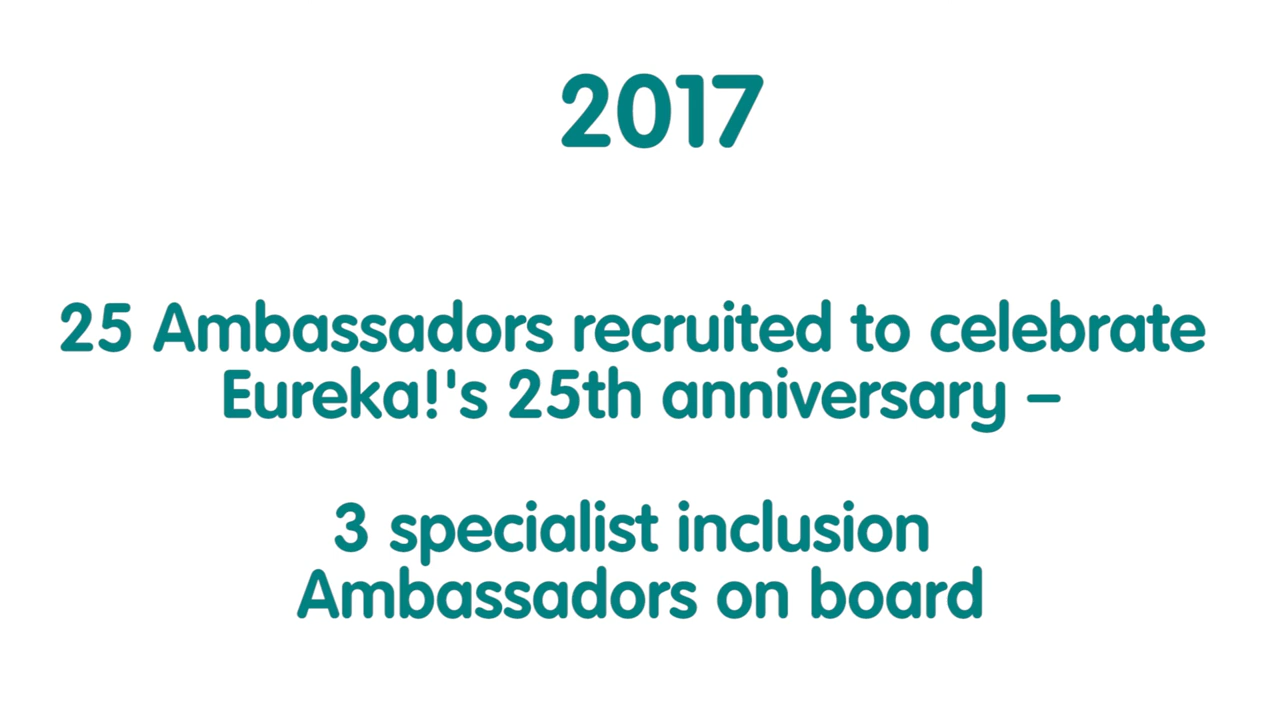 2017
25 Ambassadors recruited to celebrate
Eureka!'s 25th anniversary –
3 specialist inclusion
Ambassadors on board